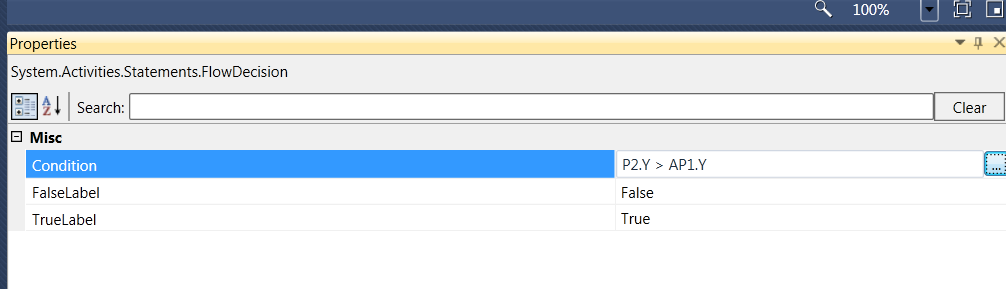 100%
Properties
System.Activities.Statements.FlowDecision
A Z Search: Clear
Misc
Condition P2.Y > AP1.Y ...
FalseLabel False
TrueLabel True